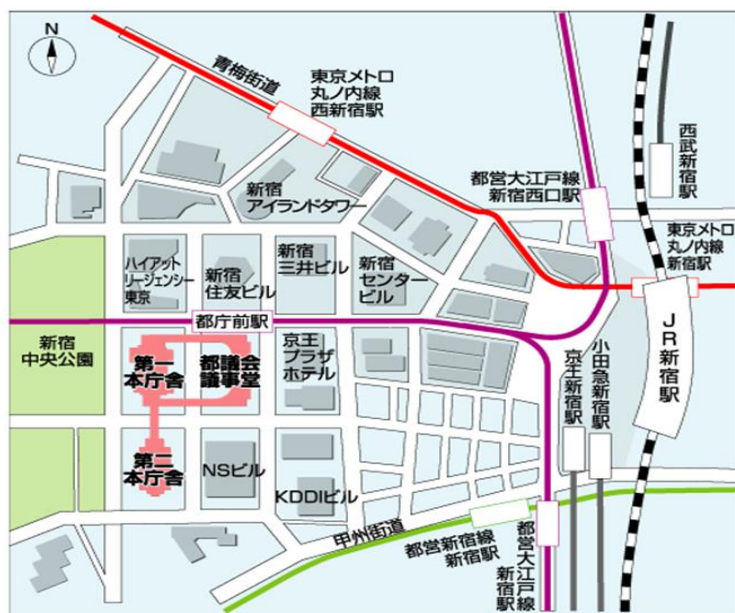 N
青梅街道
東京メトロ
丸ノ内線
西新宿駅
西武新宿駅
都営大江戸線
新宿西口駅
新宿
アイランドタワー
東京メトロ
丸ノ内線
新宿駅
ハイアット
リージェンシー
東京
新宿
住友ビル
新宿
三井ビル
新宿
センター
ビル
都庁前駅
JR新宿駅
新宿
中央公園
第一
本庁舎
都議会
議事堂
京王
プラザ
ホテル
小田急新宿駅
京王新宿駅
第二
本庁舎
NSビル
KDDIビル
甲州街道
都営新宿線
新宿駅
都営大江戸線
新宿駅